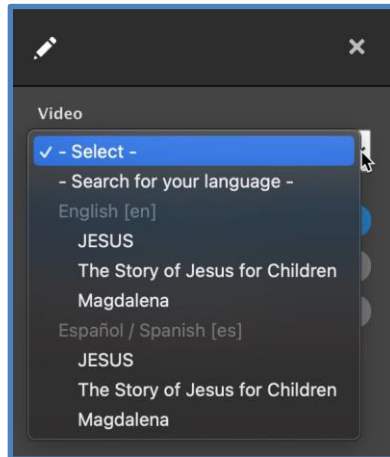 Video
- Select -
- Search for your language -
English [en]
JESUS
The Story of Jesus for Children
Magdalena
Español / Spanish [es]
JESUS
The Story of Jesus for Children
Magdalena